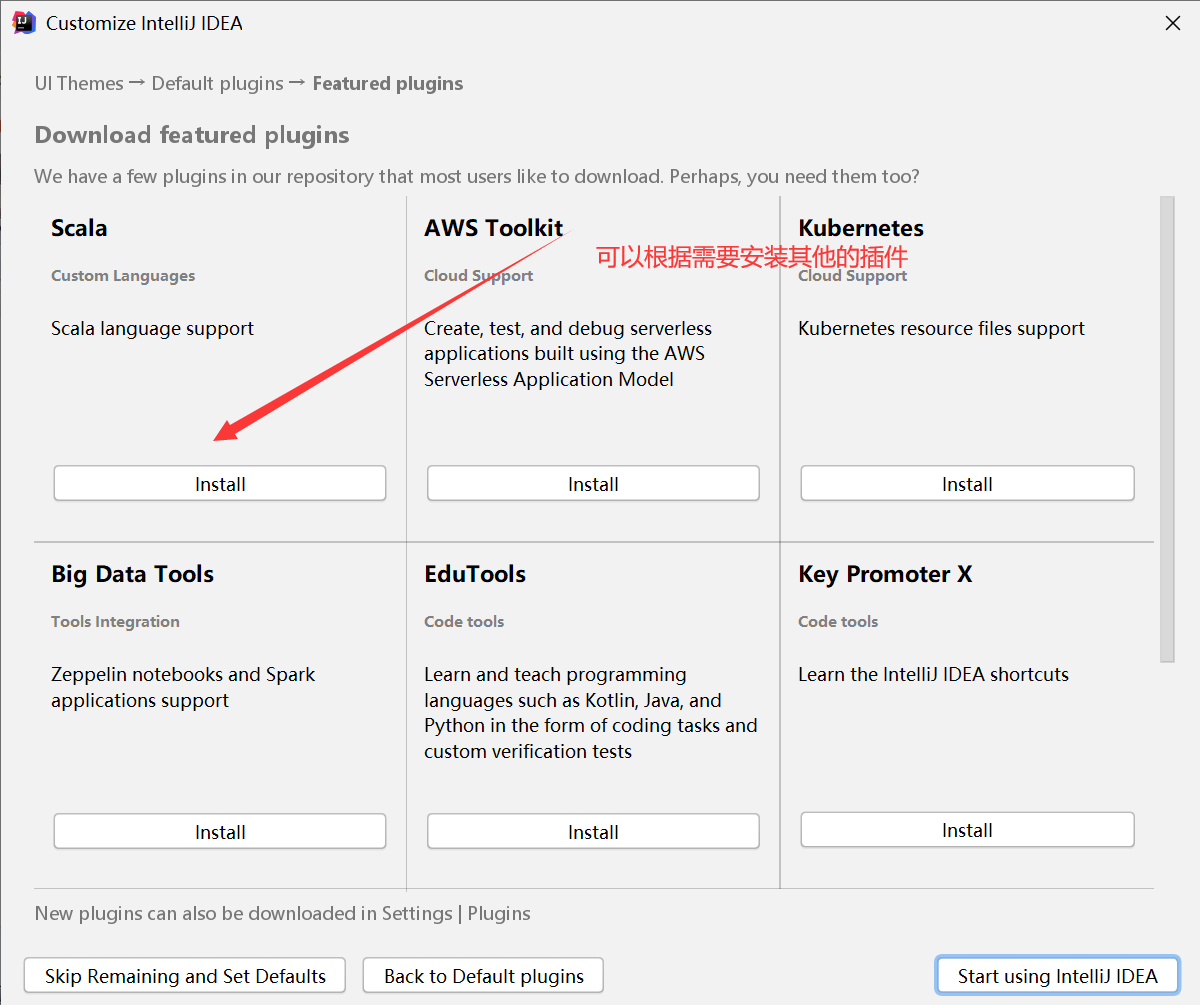 Customize IntelliJ IDEA
UI Themes → Default plugins → Featured plugins
Download featured plugins
We have a few plugins in our repository that most users like to download. Perhaps, you need them too?
Scala
Custom Languages
Scala language support
Install
AWS Toolkit
Cloud Support
Create, test, and debug serverless
applications built using the AWS
Serverless Application Model
Install
Kubernetes
可以根据需要安装其他的插件
Cloud Support
Kubernetes resource files support
Install
Big Data Tools
Tools Integration
Zeppelin notebooks and Spark
applications support
Install
EduTools
Code tools
Learn and teach programming
languages such as Kotlin, Java, and
Python in the form of coding tasks and
custom verification tests
Install
Key Promoter X
Code tools
Learn the IntelliJ IDEA shortcuts
Install
New plugins can also be downloaded in Settings | Plugins
Skip Remaining and Set Defaults
Back to Default plugins
Start using IntelliJ IDEA